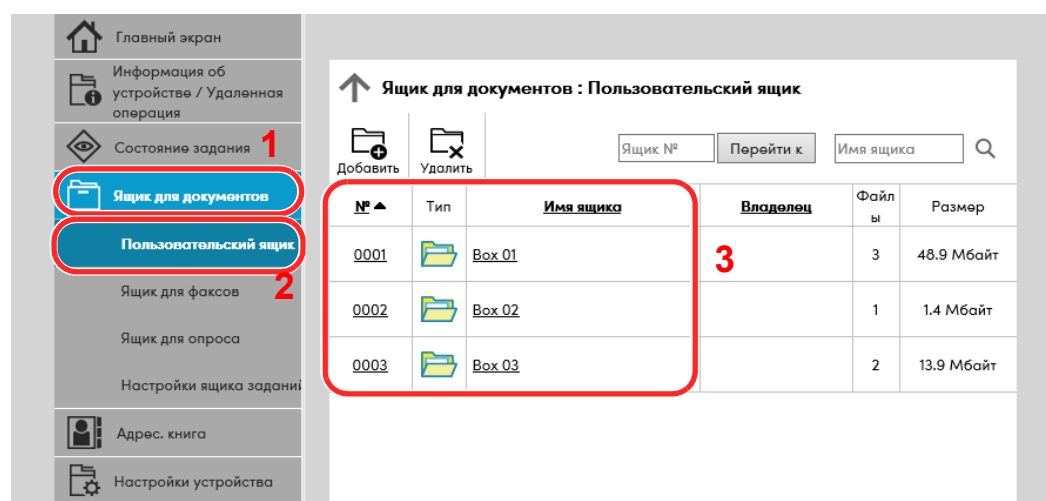 Главный экран
Информация об
устройстве / Удаленная
операция
Состояние задания
1
Ящик для документов
Пользовательский ящик
2
Ящик для факсов
Ящик для опроса
Настройки ящика заданий
Адрес. книга
Настройки устройства
Ящик для документов : Пользовательский ящик
Добавить Удалить
Ящик № Перейти к Имя ящика
№ Тип Имя ящика Владелец Файл
ы Размер
0001 Box 01 3 48.9 Мбайт
3
0002 Box 02 1 1.4 Мбайт
0003 Box 03 2 13.9 Мбайт